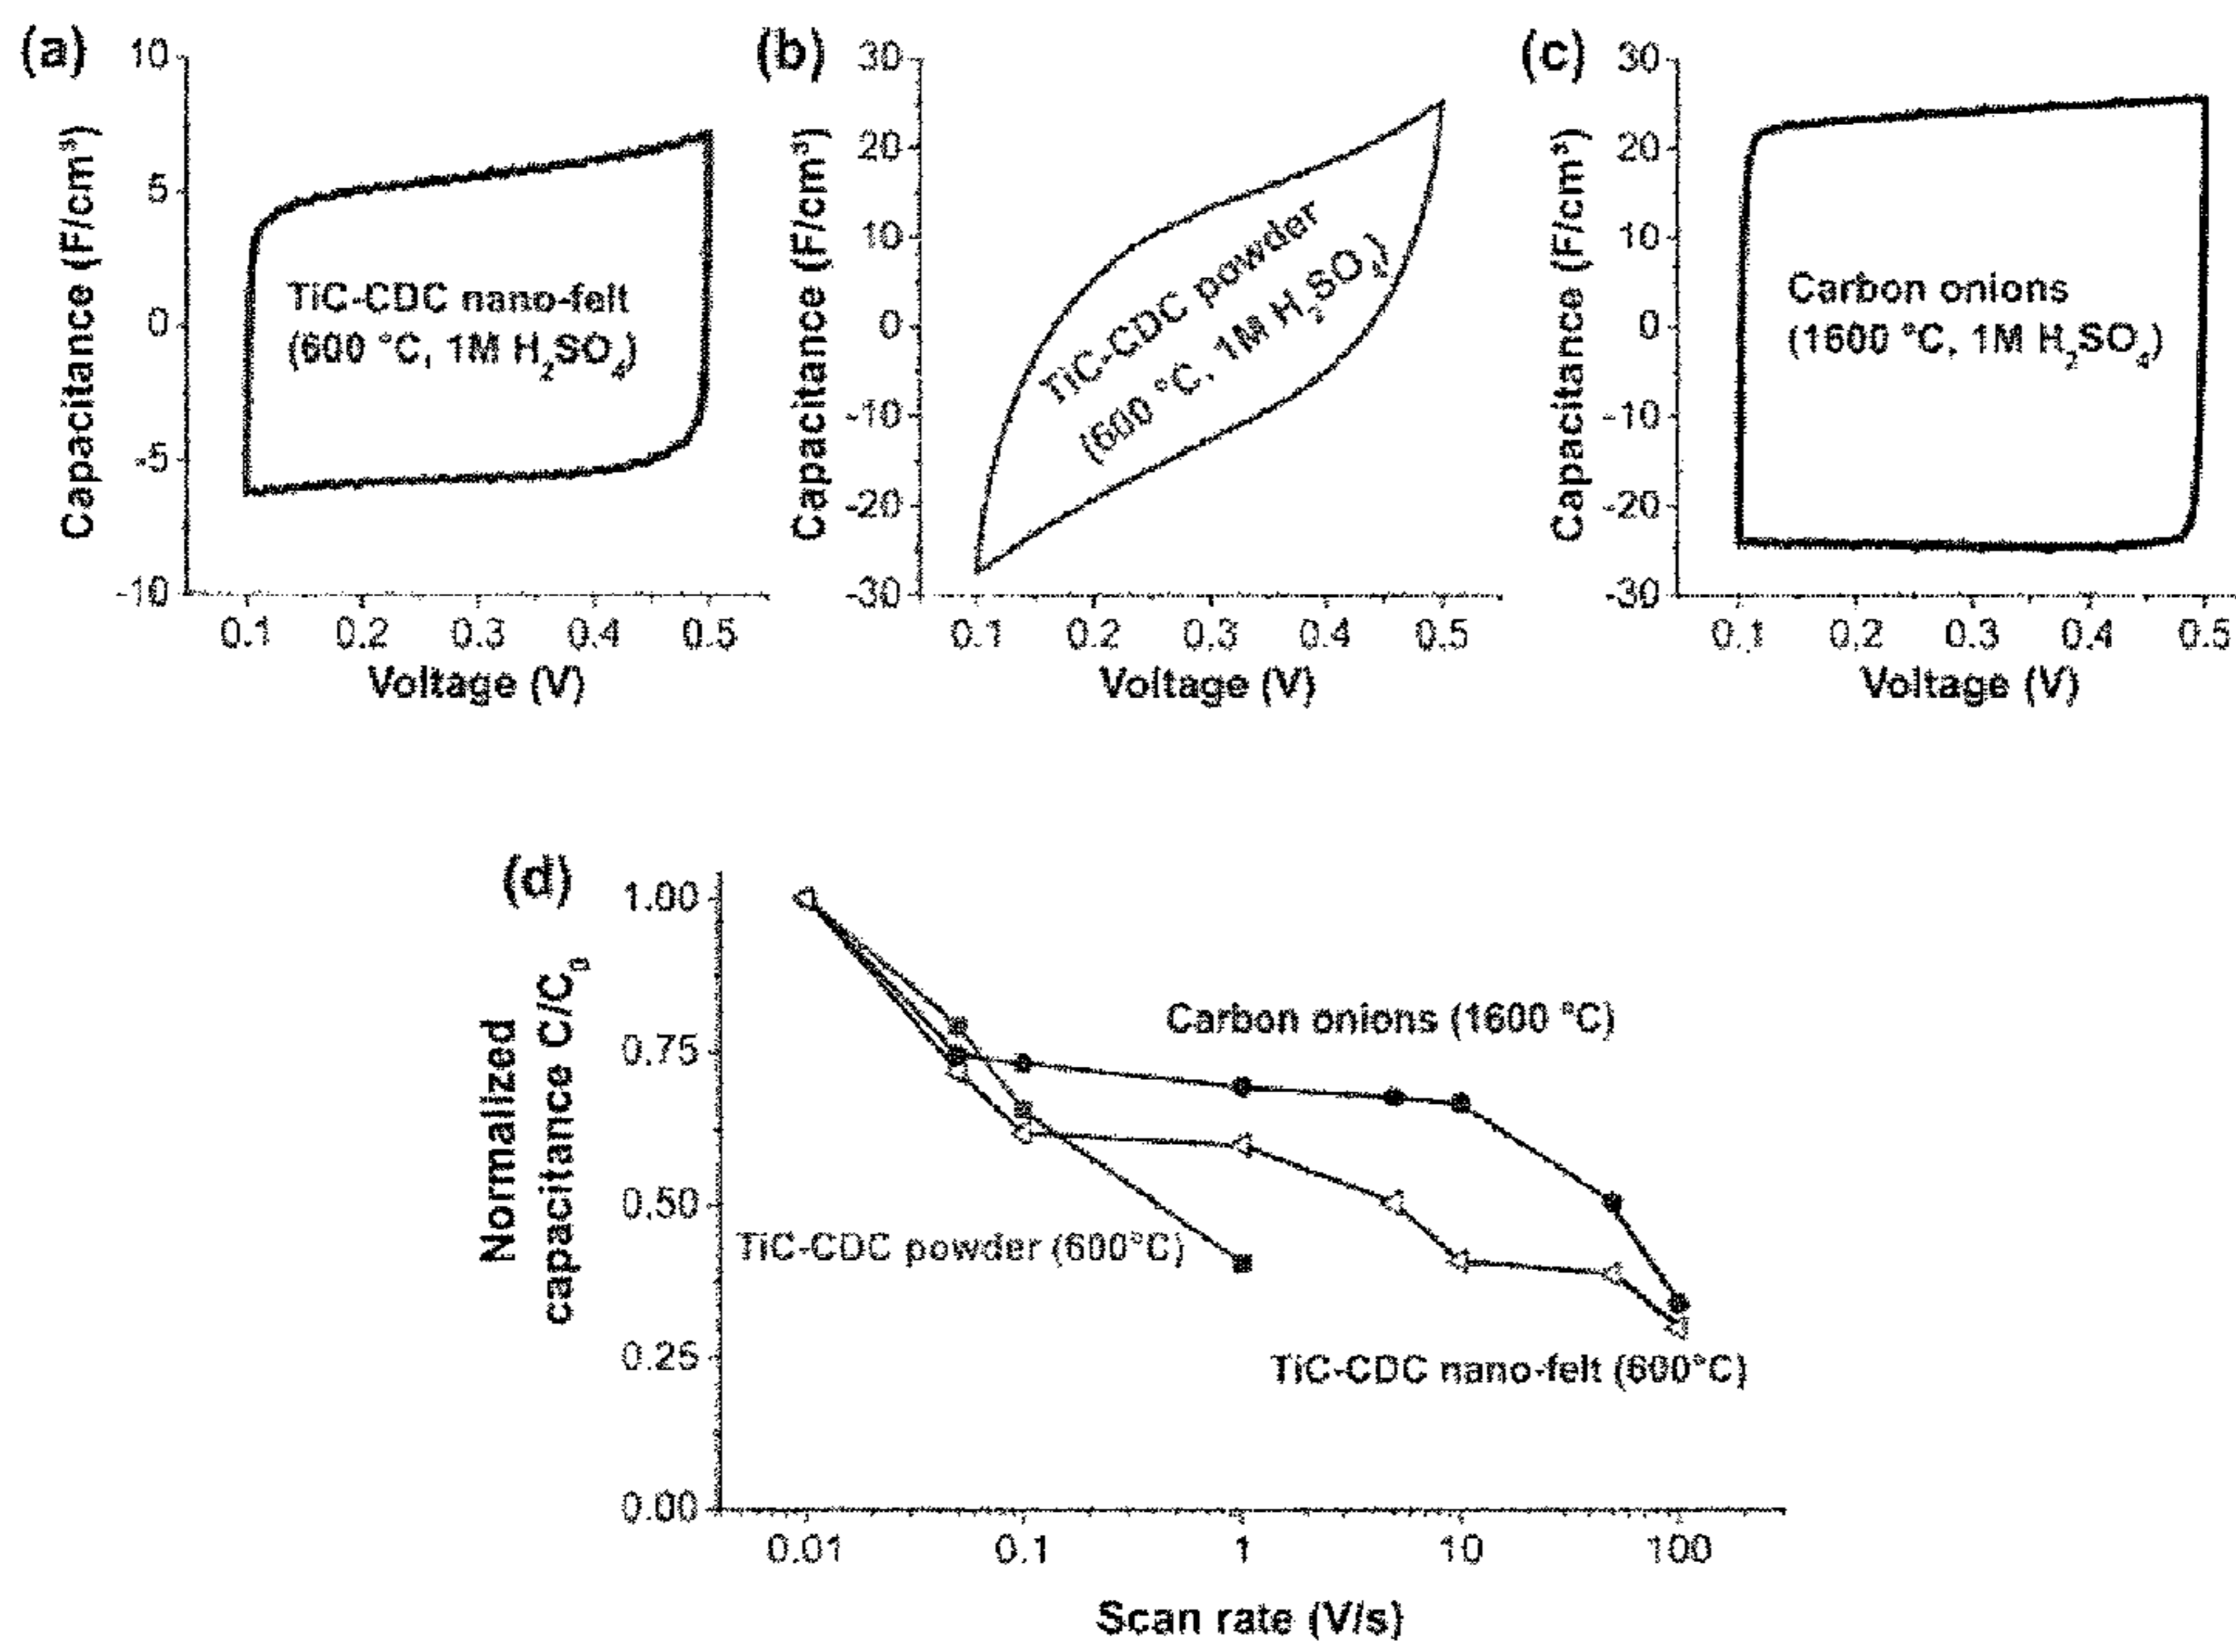 (a)
10
5
0
-5
-10
Capacitance (F/cm³)
TiC-CDC nano-felt
(600 °C, 1M H₂SO₄)
0.1 0.2 0.3 0.4 0.5
Voltage (V)
(b)
30
20
10
0
-10
-20
-30
Capacitance (F/cm³)
TiC-CDC powder
(600 °C, 1M H₂SO₄)
0.1 0.2 0.3 0.4 0.5
Voltage (V)
(c)
30
20
10
0
-10
-20
-30
Capacitance (F/cm³)
Carbon onions
(1600 °C, 1M H₂SO₄)
0.1 0.2 0.3 0.4 0.5
Voltage (V)
(d)
1.00
0.75
0.50
0.25
0.00
Normalized
capacitance C/C₀
Carbon onions (1600 °C)
TiC-CDC powder (600°C)
TiC-CDC nano-felt (600°C)
0.01 0.1 1 10 100
Scan rate (V/s)